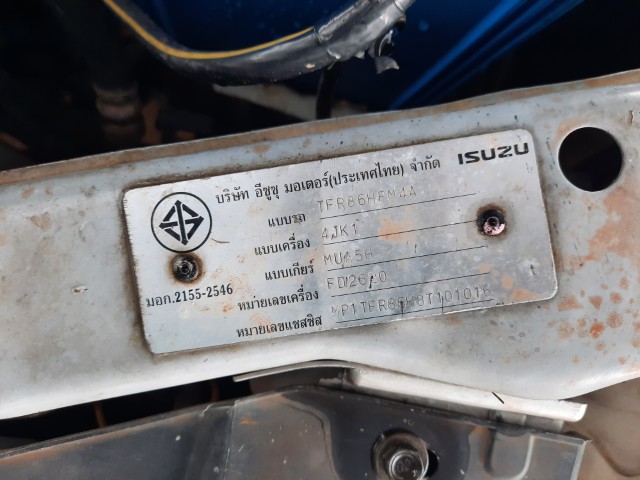 บริษัท อีซูซุ มอเตอร์(ประเทศไทย) จำกัด ISUZU
แบบรถ TFR86HFM4A
แบบเครื่อง 4JK1
แบบเกียร์ MUA5H
หมายเลขเครื่อง
หมายเลขแชสซิส
มอก.2155-2546